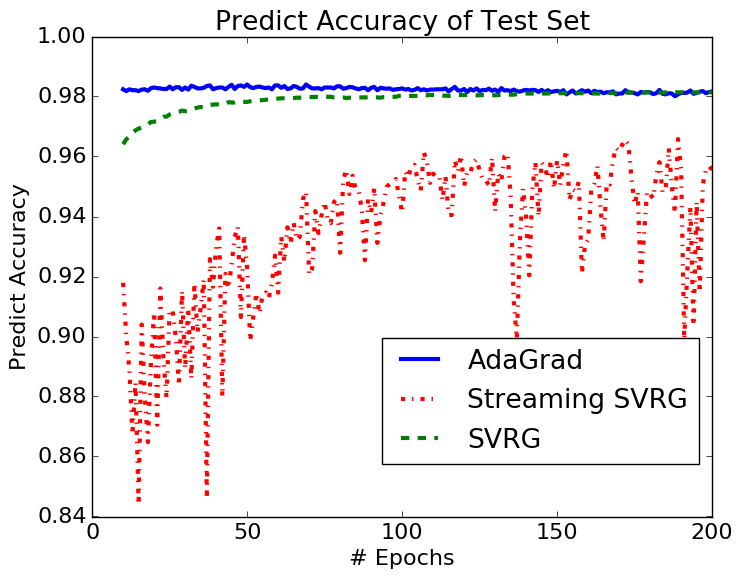 Predict Accuracy of Test Set
1.00
0.98
0.96
0.94
0.92
0.90
0.88
0.86
0.84
Predict Accuracy
AdaGrad
Streaming SVRG
SVRG
0 50 100 150 200
# Epochs